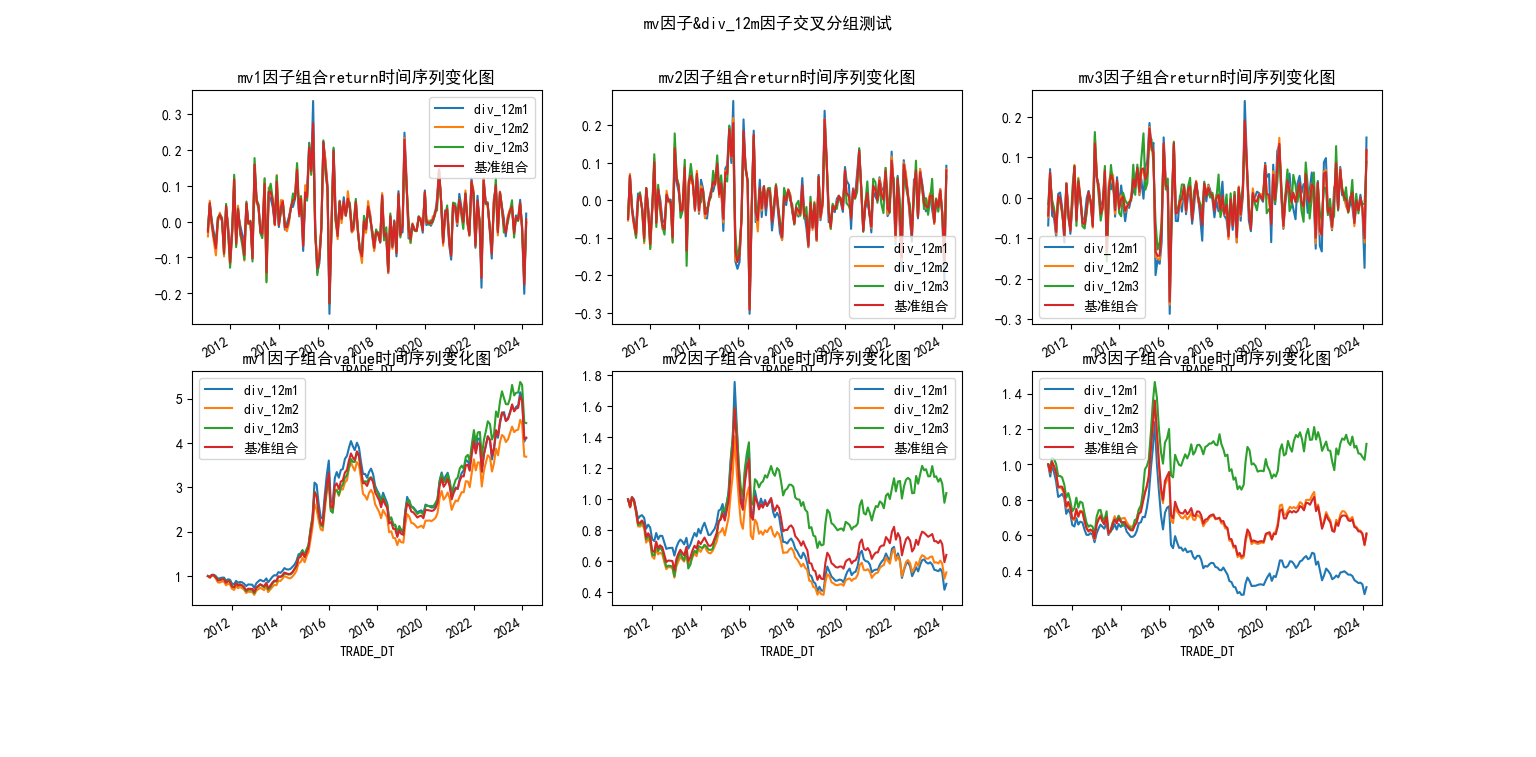 mv因子&div_12m因子交叉分组测试
mv1因子组合return时间序列变化图
mv2因子组合return时间序列变化图
mv3因子组合return时间序列变化图
0.3
0.2
0.1
0.0
-0.1
-0.2
div_12m1
div_12m2
div_12m3
基准组合
2012
2014
2016
2018
2020
2022
2024
TRADE_DT
0.2
0.1
0.0
-0.1
-0.2
-0.3
div_12m1
div_12m2
div_12m3
基准组合
2012
2014
2016
2018
2020
2022
2024
TRADE_DT
0.2
0.1
0.0
-0.1
-0.2
-0.3
div_12m1
div_12m2
div_12m3
基准组合
2012
2014
2016
2018
2020
2022
2024
TRADE_DT
mv1因子组合value时间序列变化图
mv2因子组合value时间序列变化图
mv3因子组合value时间序列变化图
5
4
3
2
1
div_12m1
div_12m2
div_12m3
基准组合
2012
2014
2016
2018
2020
2022
2024
TRADE_DT
1.8
1.6
1.4
1.2
1.0
0.8
0.6
0.4
div_12m1
div_12m2
div_12m3
基准组合
2012
2014
2016
2018
2020
2022
2024
TRADE_DT
1.4
1.2
1.0
0.8
0.6
0.4
div_12m1
div_12m2
div_12m3
基准组合
2012
2014
2016
2018
2020
2022
2024
TRADE_DT